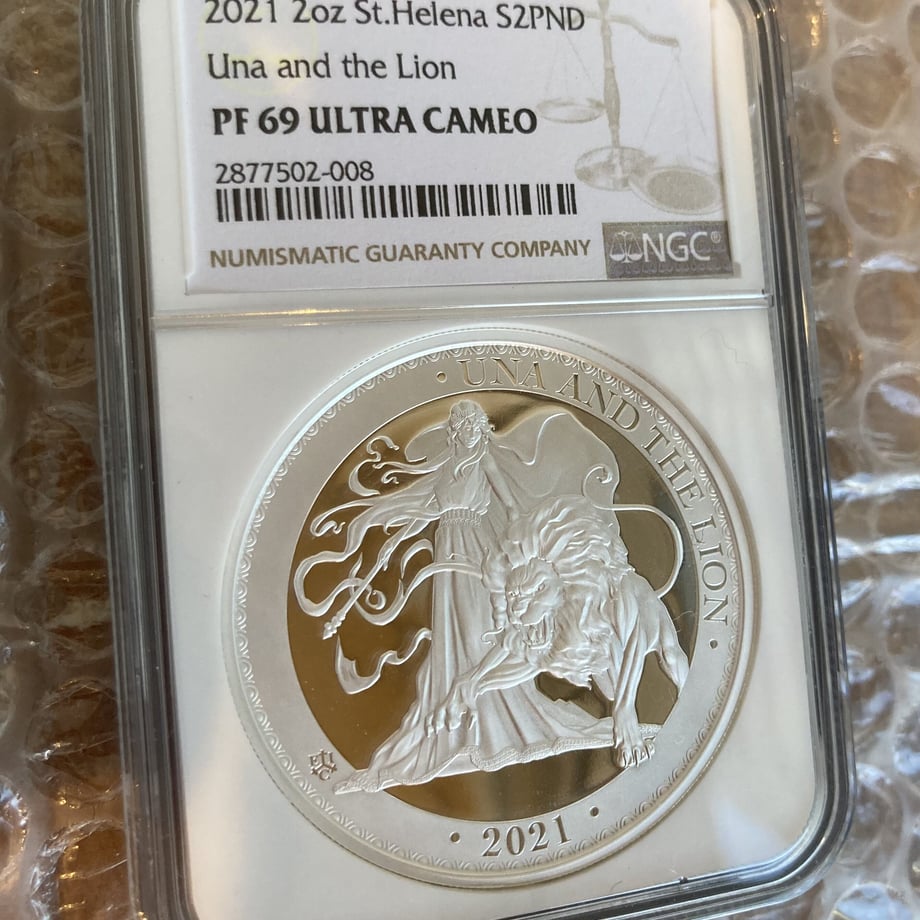 2021 2oz St.Helena S2PND
Una and the Lion
PF 69 ULTRA CAMEO
2877502-008
NUMISMATIC GUARANTY COMPANY
NGC®
• UNA AND THE LION •
• 2021 •